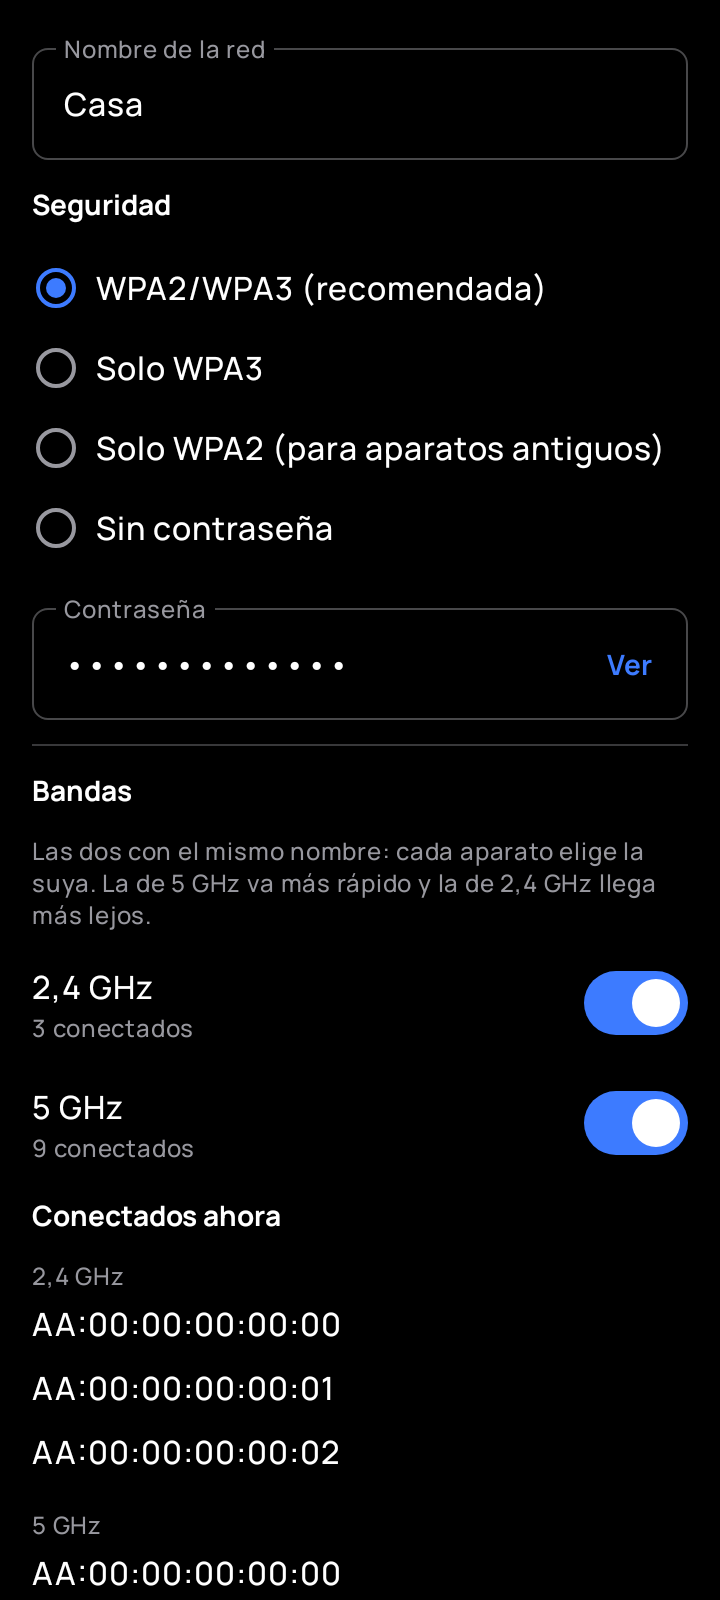 Nombre de la red
Casa
Seguridad
WPA2/WPA3 (recomendada)
Solo WPA3
Solo WPA2 (para aparatos antiguos)
Sin contraseña
Contraseña
•••••••••••••
Ver
Bandas
Las dos con el mismo nombre: cada aparato elige la
suya. La de 5 GHz va más rápido y la de 2,4 GHz llega
más lejos.
2,4 GHz
3 conectados
5 GHz
9 conectados
Conectados ahora
2,4 GHz
AA:00:00:00:00:00
AA:00:00:00:00:01
AA:00:00:00:00:02
5 GHz
AA:00:00:00:00:00